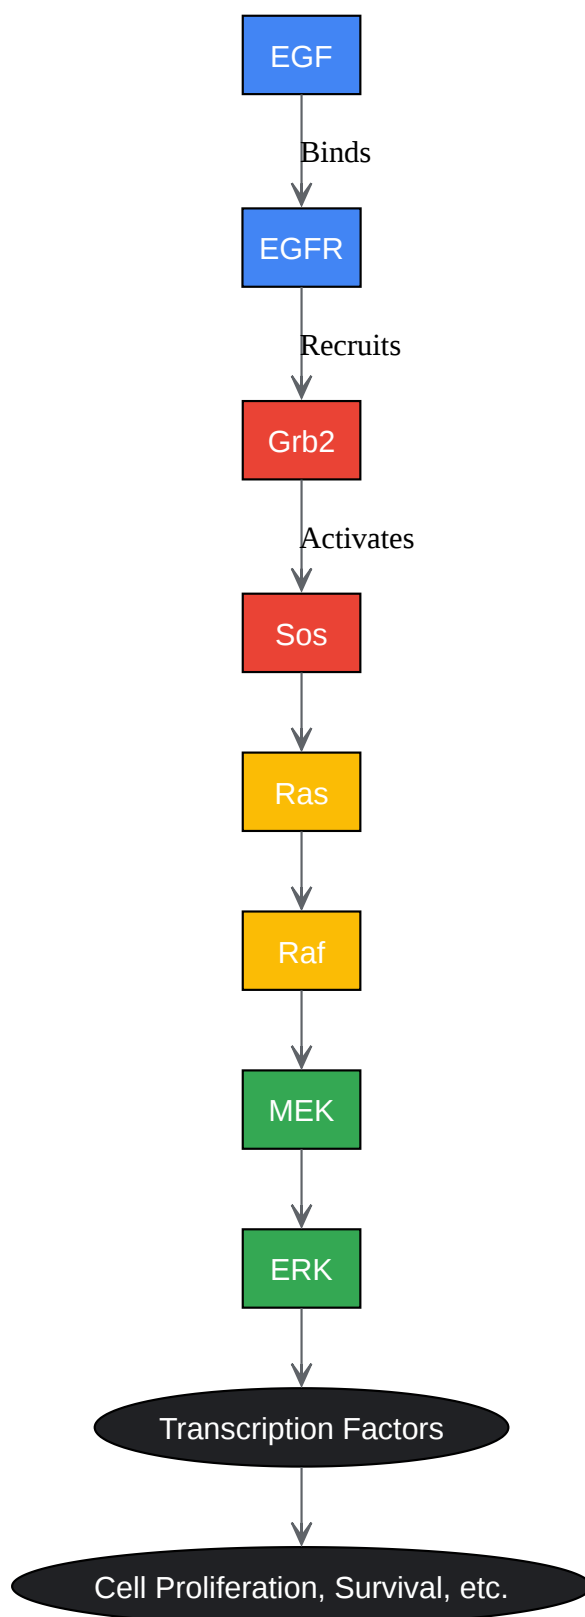 EGF
Binds
EGFR
Recruits
Grb2
Activates
Sos
Ras
Raf
MEK
ERK
Transcription Factors
Cell Proliferation, Survival, etc.